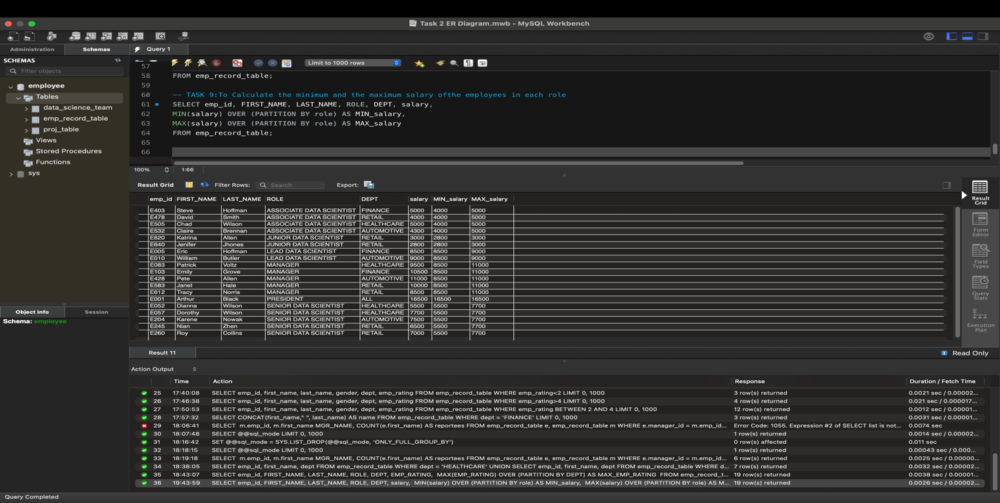 Task 2 ER Diagram.mwb - MySQL Workbench
Administration Schemas Query 1
SCHEMAS
Filter objects
employee
Tables
data_science_team
emp_record_table
proj_table
Views
Stored Procedures
Functions
sys
Object Info Session
Schema: employee
Limit to 1000 rows
57
58 FROM emp_record_table;
59
60 -- TASK 9:To Calculate the minimum and the maximum salary ofthe employees in each role
61 SELECT emp_id, FIRST_NAME, LAST_NAME, ROLE, DEPT, salary,
62 MIN(salary) OVER (PARTITION BY role) AS MIN_salary,
63 MAX(salary) OVER (PARTITION BY role) AS MAX_salary
64 FROM emp_record_table;
65
66
100% 1:66
Result Grid Filter Rows: Search Export:
emp_id FIRST_NAME LAST_NAME ROLE DEPT salary MIN_salary MAX_salary
E403 Steve Hoffman ASSOCIATE DATA SCIENTIST FINANCE 5000 4000 5000
E478 David Smith ASSOCIATE DATA SCIENTIST RETAIL 4000 4000 5000
E505 Chad Wilson ASSOCIATE DATA SCIENTIST HEALTHCARE 5000 4000 5000
E532 Claire Brennan ASSOCIATE DATA SCIENTIST AUTOMOTIVE 4300 4000 5000
E620 Katrina Allen JUNIOR DATA SCIENTIST RETAIL 3000 2800 3000
E640 Jenifer Jhones JUNIOR DATA SCIENTIST RETAIL 2800 2800 3000
E005 Eric Hoffman LEAD DATA SCIENTIST FINANCE 8500 8500 9000
E010 William Butler LEAD DATA SCIENTIST AUTOMOTIVE 9000 8500 9000
E083 Patrick Voltz MANAGER HEALTHCARE 9500 8500 11000
E103 Emily Grove MANAGER FINANCE 10500 8500 11000
E428 Pete Allen MANAGER AUTOMOTIVE 11000 8500 11000
E583 Janet Hale MANAGER RETAIL 10000 8500 11000
E612 Tracy Norris MANAGER RETAIL 8500 8500 11000
E001 Arthur Black PRESIDENT ALL 16500 16500 16500
E052 Dianna Wilson SENIOR DATA SCIENTIST HEALTHCARE 5500 5500 7700
E057 Dorothy Wilson SENIOR DATA SCIENTIST HEALTHCARE 7700 5500 7700
E204 Karene Nowak SENIOR DATA SCIENTIST AUTOMOTIVE 7500 5500 7700
E245 Nian Zhen SENIOR DATA SCIENTIST RETAIL 6500 5500 7700
E260 Roy Collins SENIOR DATA SCIENTIST RETAIL 7000 5500 7700
Result
Grid
Form
Editor
Field
Types
Query
Stats
Execution
Plan
Result 11 Read Only
Action Output
Time Action Response Duration / Fetch Time
25 17:40:08 SELECT emp_id, first_name, last_name, gender, dept, emp_rating FROM emp_record_table WHERE emp_rating<2 LIMIT 0, 1000 3 row(s) returned 0.0021 sec / 0.00002...
26 17:46:38 SELECT emp_id, first_name, last_name, gender, dept, emp_rating FROM emp_record_table WHERE emp_rating>4 LIMIT 0, 1000 4 row(s) returned 0.021 sec / 0.000017...
27 17:50:53 SELECT emp_id, first_name, last_name, gender, dept, emp_rating FROM emp_record_table WHERE emp_rating BETWEEN 2 AND 4 LIMIT 0, 1000 12 row(s) returned 0.0012 sec / 0.00001...
28 17:57:32 SELECT CONCAT(first_name," ", last_name) AS name FROM emp_record_table WHERE dept = 'FINANCE' LIMIT 0, 1000 3 row(s) returned 0.0031 sec / 0.00001...
29 18:06:41 SELECT m.emp_id, m.first_name MGR_NAME, COUNT(e.first_name) AS reportees FROM emp_record_table e, emp_record_table m WHERE e.manager_id = m.emp_id... Error Code: 1055. Expression #2 of SELECT list is not... 0.0074 sec
30 18:07:48 SELECT @@sql_mode LIMIT 0, 1000 1 row(s) returned 0.0014 sec / 0.00002...
31 18:16:42 SET @@sql_mode = SYS.LIST_DROP(@@sql_mode, 'ONLY_FULL_GROUP_BY') 0 row(s) affected 0.011 sec
32 18:18:15 SELECT @@sql_mode LIMIT 0, 1000 1 row(s) returned 0.00043 sec / 0.000...
33 18:19:18 SELECT m.emp_id, m.first_name MGR_NAME, COUNT(e.first_name) AS reportees FROM emp_record_table e, emp_record_table m WHERE e.manager_id = m.emp_id... 6 row(s) returned 0.0025 sec / 0.00000...
34 18:38:05 SELECT emp_id, first_name, dept FROM emp_record_table WHERE dept = 'HEALTHCARE' UNION SELECT emp_id, first_name, dept FROM emp_record_table WHERE d... 7 row(s) returned 0.0032 sec / 0.00002...
35 18:43:07 SELECT emp_id, FIRST_NAME, LAST_NAME, ROLE, DEPT, EMP_RATING, MAX(EMP_RATING) OVER (PARTITION BY DEPT) AS MAX_EMP_RATING FROM emp_record_t... 19 row(s) returned 0.0038 sec / 0.00001...
36 19:43:59 SELECT emp_id, FIRST_NAME, LAST_NAME, ROLE, DEPT, salary, MIN(salary) OVER (PARTITION BY role) AS MIN_salary, MAX(salary) OVER (PARTITION BY role) AS M... 19 row(s) returned 0.0026 sec / 0.00002...
Query Completed